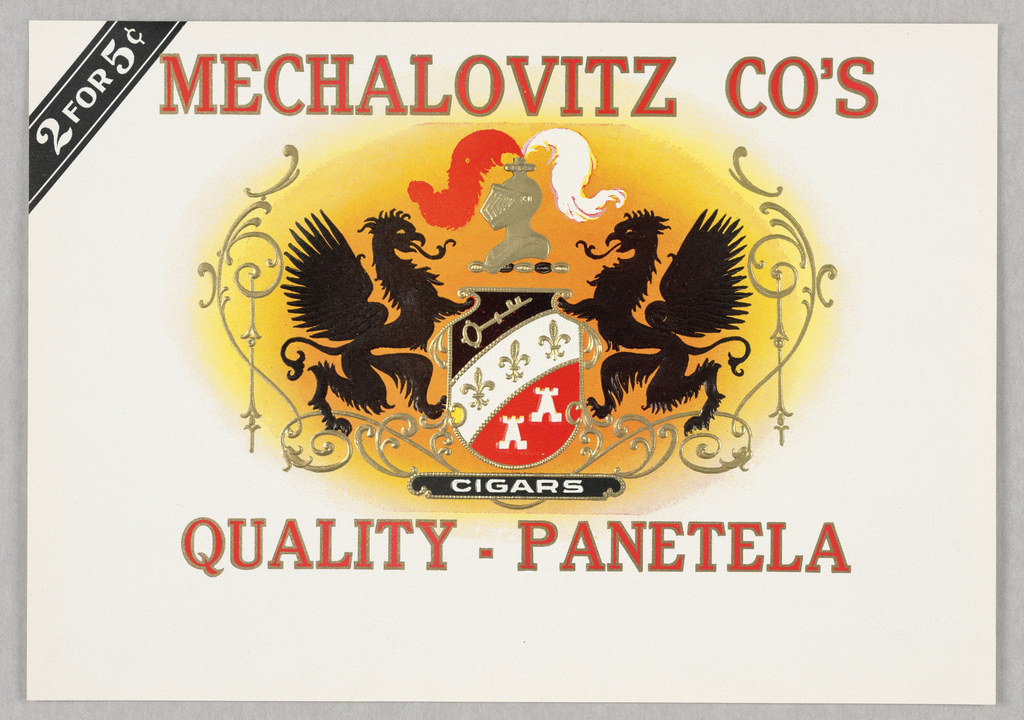 2 FOR 5¢
MECHALOVITZ CO'S
CIGARS
QUALITY - PANETELA